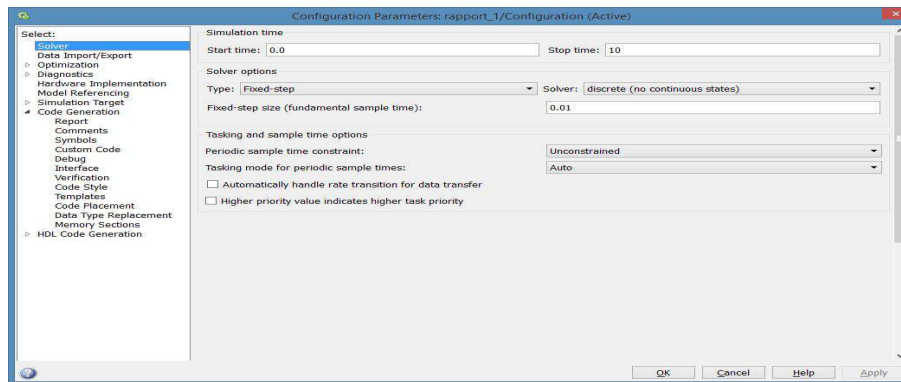 Configuration Parameters: rapport_1/Configuration (Active)
Select:
Solver
Data Import/Export
Optimization
Diagnostics
Hardware Implementation
Model Referencing
Simulation Target
Code Generation
Report
Comments
Symbols
Custom Code
Debug
Interface
Verification
Code Style
Templates
Code Placement
Data Type Replacement
Memory Sections
HDL Code Generation
Simulation time
Start time: 0.0 Stop time: 10
Solver options
Type: Fixed-step Solver: discrete (no continuous states)
Fixed-step size (fundamental sample time): 0.01
Tasking and sample time options
Periodic sample time constraint: Unconstrained
Tasking mode for periodic sample times: Auto
Automatically handle rate transition for data transfer
Higher priority value indicates higher task priority
OK Cancel Help Apply